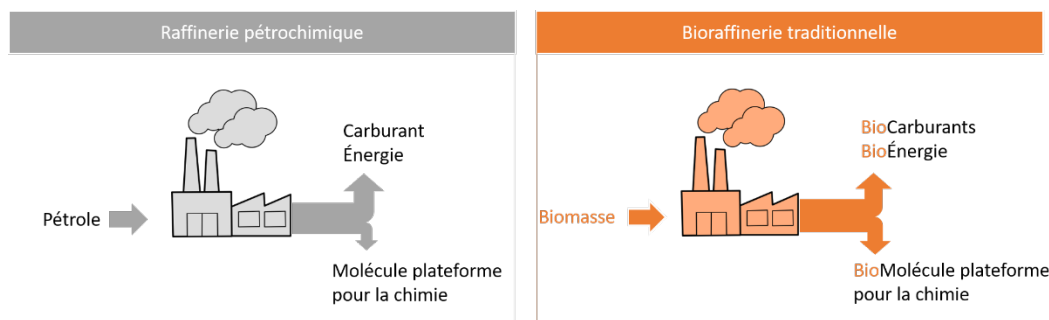 Raffinerie pétrochimique
Carburant
Énergie
Pétrole
Molécule plateforme
pour la chimie
Bioraffinerie traditionnelle
BioCarburants
BioÉnergie
Biomasse
BioMolécule plateforme
pour la chimie